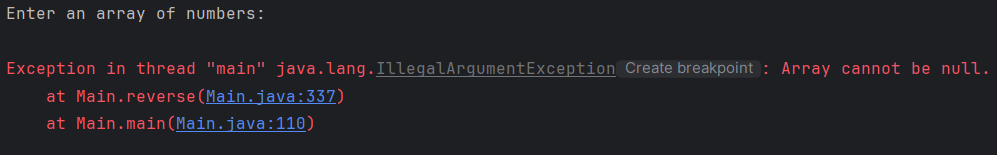 Enter an array of numbers:
Exception in thread "main" java.lang.IllegalArgumentException Create breakpoint : Array cannot be null.
at Main.reverse(Main.java:337)
at Main.main(Main.java:110)